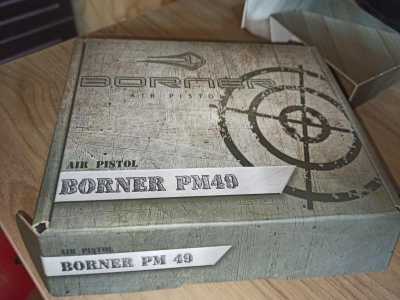 BORNER
AIR PISTOL
AIR PISTOL
BORNER PM49
AIR PISTOL
BORNER PM 49